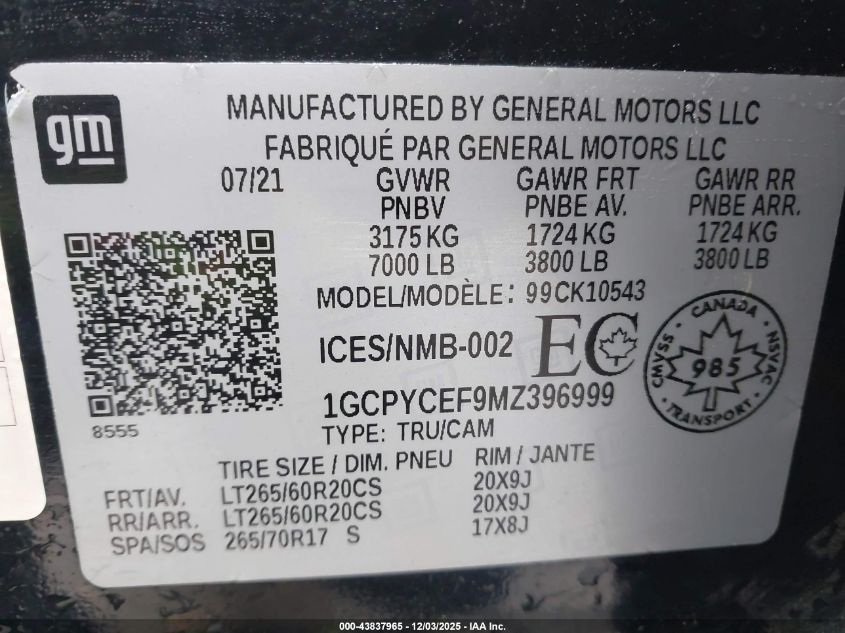 gm
MANUFACTURED BY GENERAL MOTORS LLC
FABRIQUÉ PAR GENERAL MOTORS LLC
07/21 GVWR GAWR FRT GAWR RR
PNBV PNBE AV. PNBE ARR.
3175 KG 1724 KG 1724 KG
7000 LB 3800 LB 3800 LB
MODEL/MODÈLE: 99CK10543
ICES/NMB-002 EC
CANADA
CMVSS 985 NSVAC
TRANSPORT
1GCPYCEF9MZ396999
8555
TYPE: TRU/CAM
TIRE SIZE / DIM. PNEU RIM / JANTE
FRT/AV. LT265/60R20CS 20X9J
RR/ARR. LT265/60R20CS 20X9J
SPA/SOS 265/70R17 S 17X8J
000-43837965 - 12/03/2025 - IAA Inc.